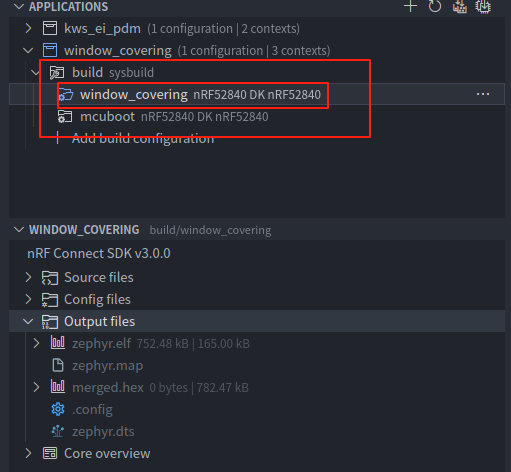 APPLICATIONS
kws_ei_pdm (1 configuration | 2 contexts)
window_covering (1 configuration | 3 contexts)
build sysbuild
window_covering nRF52840 DK nRF52840
mcuboot nRF52840 DK nRF52840
Add build configuration
WINDOW_COVERING build/window_covering
nRF Connect SDK v3.0.0
Source files
Config files
Output files
zephyr.elf 752.48 kB | 165.00 kB
zephyr.map
merged.hex 0 bytes | 782.47 kB
.config
zephyr.dts
Core overview